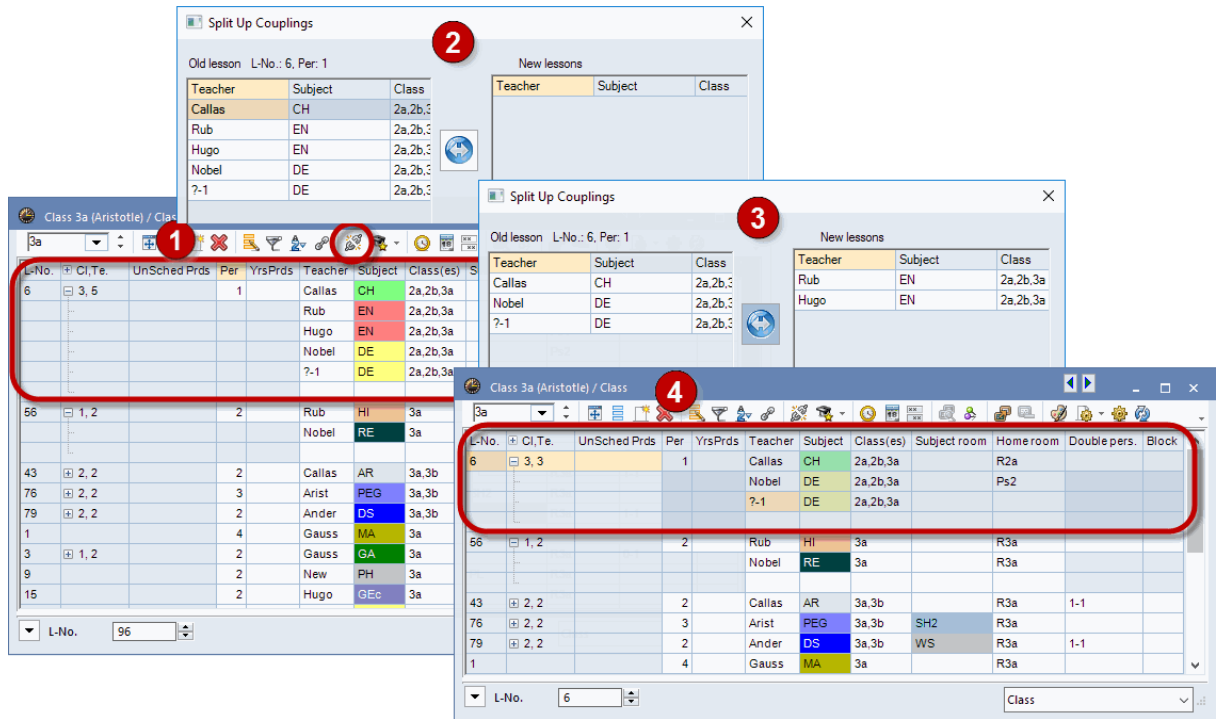 Split Up Couplings
2
Old lesson L-No.: 6, Per: 1
New lessons
Teacher Subject Class
Teacher Subject Class
Callas CH 2a,2b,3
Rub EN 2a,2b,3
Hugo EN 2a,2b,3
Nobel DE 2a,2b,3
?-1 DE 2a,2b,3
Split Up Couplings
3
Old lesson L-No.: 6, Per: 1
New lessons
Teacher Subject Class
Teacher Subject Class
Callas CH 2a,2b,3
Rub EN 2a,2b,3a
Nobel DE 2a,2b,3
Hugo EN 2a,2b,3a
?-1 DE 2a,2b,3
Class 3a (Aristotle) / Clas
1
3a
L-No. Cl,Te. UnSched Prds Per YrsPrds Teacher Subject Class(es) S
6 3, 5 1 Callas CH 2a,2b,3a
Rub EN 2a,2b,3a
Hugo EN 2a,2b,3a
Nobel DE 2a,2b,3a
?-1 DE 2a,2b,3a
56 1, 2 2 Rub HI 3a
Nobel RE 3a
43 2, 2 2 Callas AR 3a,3b
76 2, 2 3 Arist PEG 3a,3b
79 2, 2 2 Ander DS 3a,3b
1 4 Gauss MA 3a
3 1, 2 2 Gauss GA 3a
9 2 New PH 3a
15 2 Hugo GEc 3a
L-No. 96
Class 3a (Aristotle) / Class
4
3a
L-No. Cl,Te. UnSched Prds Per YrsPrds Teacher Subject Class(es) Subject room Homeroom Double pers. Block
6 3, 3 1 Callas CH 2a,2b,3a R2a
Nobel DE 2a,2b,3a Ps2
?-1 DE 2a,2b,3a
56 1, 2 2 Rub HI 3a R3a
Nobel RE 3a R3a
43 2, 2 2 Callas AR 3a,3b R3a 1-1
76 2, 2 3 Arist PEG 3a,3b SH2 R3a
79 2, 2 2 Ander DS 3a,3b WS R3a 1-1
1 4 Gauss MA 3a R3a
L-No. 6
Class